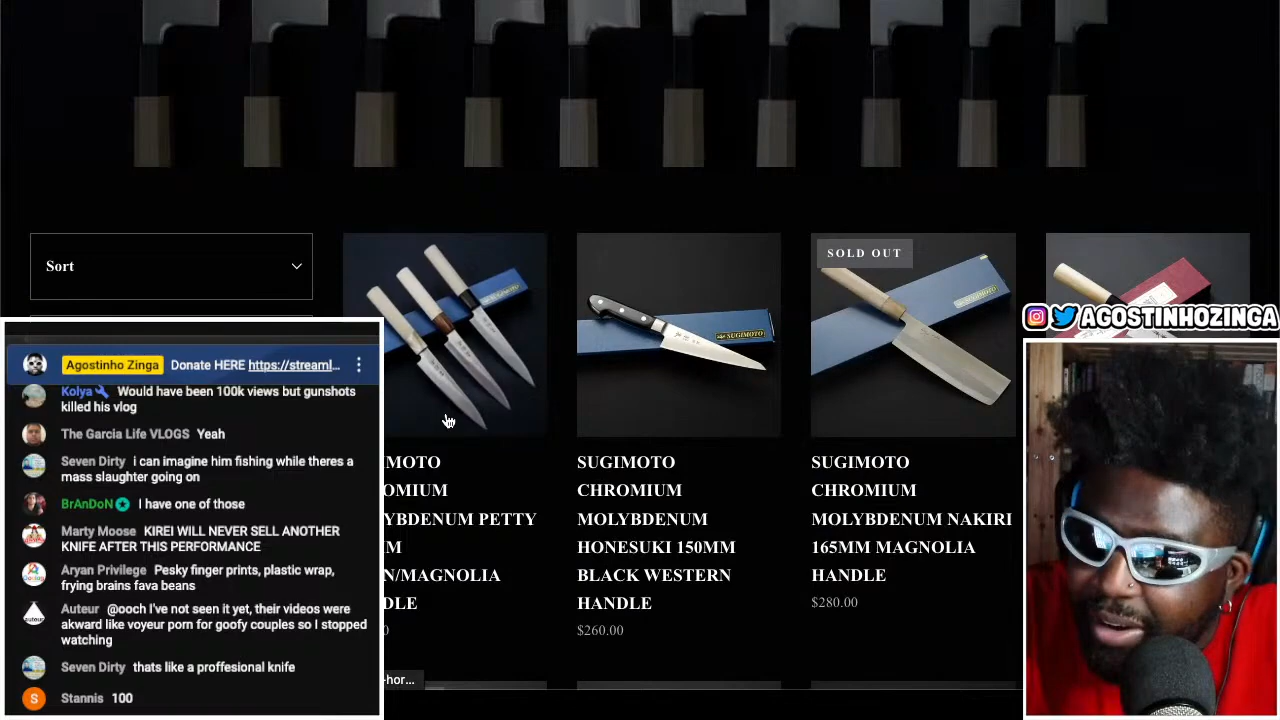 Sort
SOLD OUT
SUGIMOTO
AGOSTINHOZINGA
Agostinho Zinga Donate HERE https://streaml...
Kolya Would have been 100k views but gunshots
killed his vlog
The Garcia Life VLOGS Yeah
Seven Dirty i can imagine him fishing while theres a
mass slaughter going on
BrAnDoN I have one of those
Marty Moose KIREI WILL NEVER SELL ANOTHER
KNIFE AFTER THIS PERFORMANCE
Aryan Privilege Pesky finger prints, plastic wrap,
frying brains fava beans
Auteur @ooch I've not seen it yet, their videos were
akward like voyeur porn for goofy couples so I stopped
watching
Seven Dirty thats like a proffesional knife
S Stannis 100
IMOTO
OMIUM
YBDENUM PETTY
M
N/MAGNOLIA
DLE
0
-hor...
SUGIMOTO
CHROMIUM
MOLYBDENUM
HONESUKI 150MM
BLACK WESTERN
HANDLE
$260.00
SUGIMOTO
CHROMIUM
MOLYBDENUM NAKIRI
165MM MAGNOLIA
HANDLE
$280.00